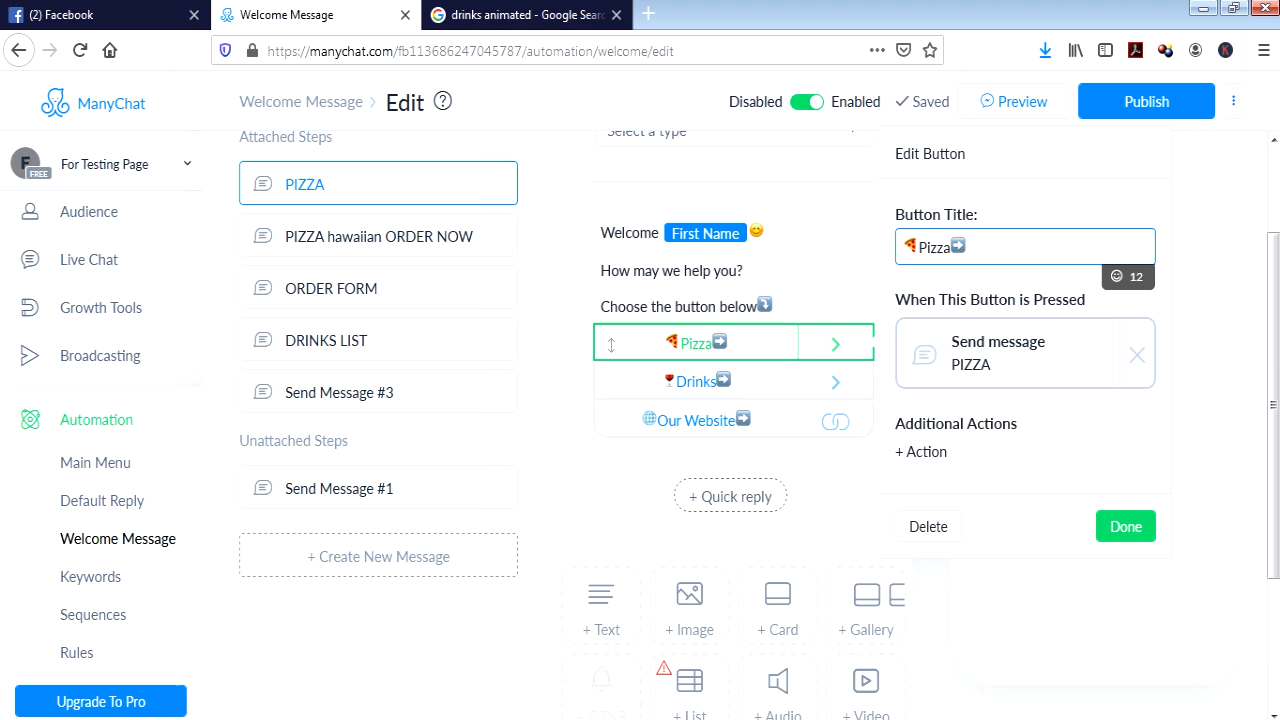 (2) Facebook
Welcome Message
drinks animated - Google Searc
https://manychat.com/fb113686247045787/automation/welcome/edit
ManyChat
Welcome Message › Edit
Disabled
Enabled
Saved
Preview
Publish
For Testing Page
F
FREE
Audience
Live Chat
Growth Tools
Broadcasting
Automation
Main Menu
Default Reply
Welcome Message
Keywords
Sequences
Rules
Upgrade To Pro
Attached Steps
PIZZA
PIZZA hawaiian ORDER NOW
ORDER FORM
DRINKS LIST
Send Message #3
Unattached Steps
Send Message #1
+ Create New Message
Select a type
Welcome First Name 😊
How may we help you?
Choose the button below⤵️
🍕Pizza➡️
🍷Drinks➡️
🌐Our Website➡️
+ Quick reply
+ Text
+ Image
+ Card
+ Gallery
+ List
+ Audio
+ Video
Edit Button
Button Title:
🍕Pizza➡️
12
When This Button is Pressed
Send message
PIZZA
Additional Actions
+ Action
Delete
Done